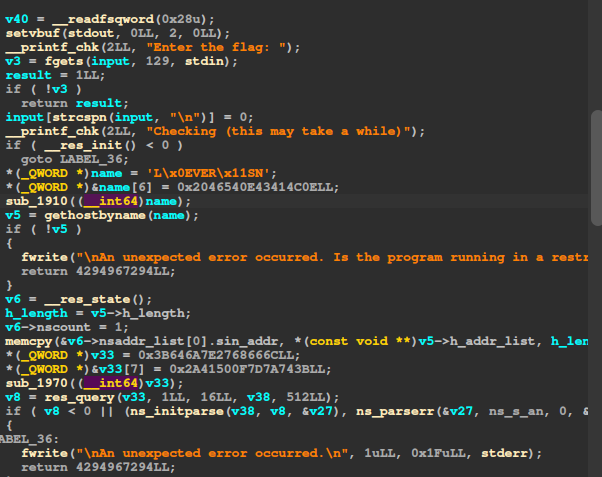 v40 = __readfsqword(0x28u);
setvbuf(stdout, 0LL, 2, 0LL);
__printf_chk(2LL, "Enter the flag: ");
v3 = fgets(input, 129, stdin);
result = 1LL;
if ( !v3 )
return result;
input[strcspn(input, "\n")] = 0;
__printf_chk(2LL, "Checking (this may take a while)");
if ( __res_init() < 0 )
goto LABEL_36;
*(_QWORD *)name = 'L\x0EVER\x11SN';
*(_QWORD *)&name[6] = 0x2046540E43414C0ELL;
sub_1910((__int64)name);
v5 = gethostbyname(name);
if ( !v5 )
{
fwrite("\nAn unexpected error occurred. Is the program running in a restr
return 4294967294LL;
}
v6 = __res_state();
h_length = v5->h_length;
v6->nscount = 1;
memcpy(&v6->nsaddr_list[0].sin_addr, *(const void **)v5->h_addr_list, h_len
*(_QWORD *)v33 = 0x3B646A7E2768666CLL;
*(_QWORD *)&v33[7] = 0x2A41500F7D7A743BLL;
sub_1970((__int64)v33);
v8 = res_query(v33, 1LL, 16LL, v38, 512LL);
if ( v8 < 0 || (ns_initparse(v38, v8, &v27), ns_parserr(&v27, ns_s_an, 0, &
{
ABEL_36:
fwrite("\nAn unexpected error occurred.\n", 1uLL, 0x1FuLL, stderr);
return 4294967294LL;